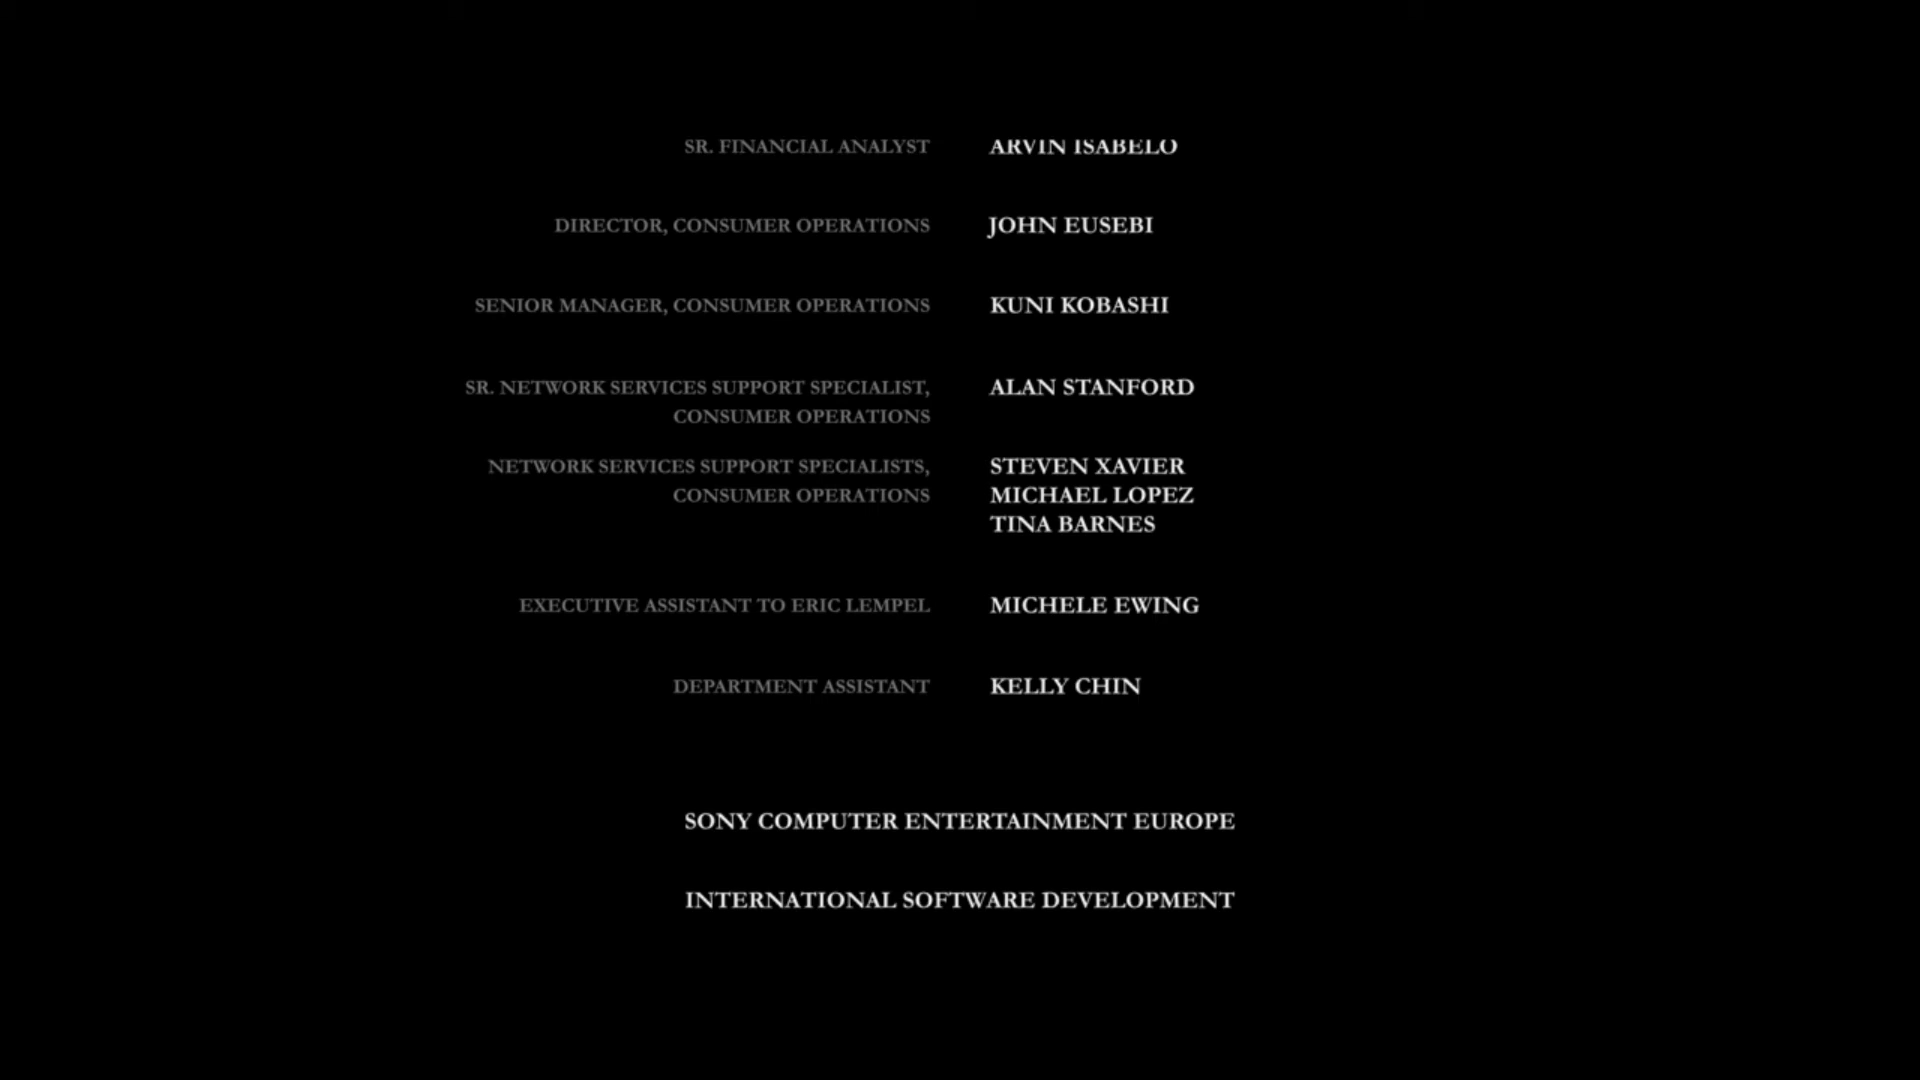 SR. FINANCIAL ANALYST ARVIN ISABELO
DIRECTOR, CONSUMER OPERATIONS JOHN EUSEBI
SENIOR MANAGER, CONSUMER OPERATIONS KUNI KOBASHI
SR. NETWORK SERVICES SUPPORT SPECIALIST, ALAN STANFORD
CONSUMER OPERATIONS
NETWORK SERVICES SUPPORT SPECIALISTS, STEVEN XAVIER
CONSUMER OPERATIONS MICHAEL LOPEZ
TINA BARNES
EXECUTIVE ASSISTANT TO ERIC LEMPEL MICHELE EWING
DEPARTMENT ASSISTANT KELLY CHIN
SONY COMPUTER ENTERTAINMENT EUROPE
INTERNATIONAL SOFTWARE DEVELOPMENT